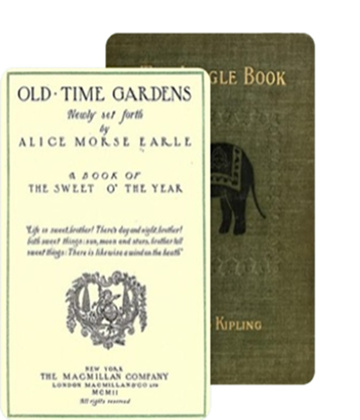 OLD·TIME GARDENS
Newly set forth
by
ALICE MORSE EARLE
A BOOK OF
THE SWEET O' THE YEAR
"Life is sweet, brother! There's day and night, brother!
both sweet things: sun, moon and stars, brother! all
sweet things: There is likewise a wind on the heath"
NEW YORK
THE MACMILLAN COMPANY
LONDON MACMILLAN & CO LTD
MCMII
All rights reserved
GLE BOOK
KIPLING